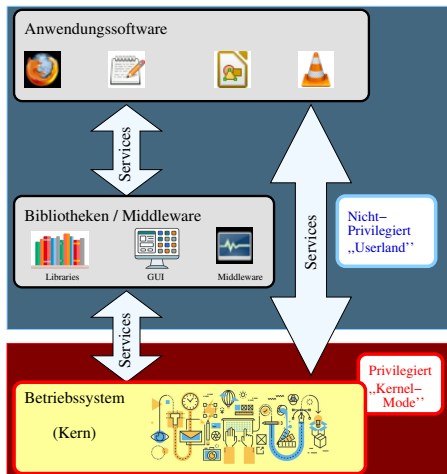 Anwendungssoftware
Services
Services
Bibliotheken / Middleware
Libraries
GUI
Middleware
Nicht–
Privilegiert
,,Userland’’
Services
Privilegiert
,,Kernel–
Mode’’
Betriebssystem
(Kern)